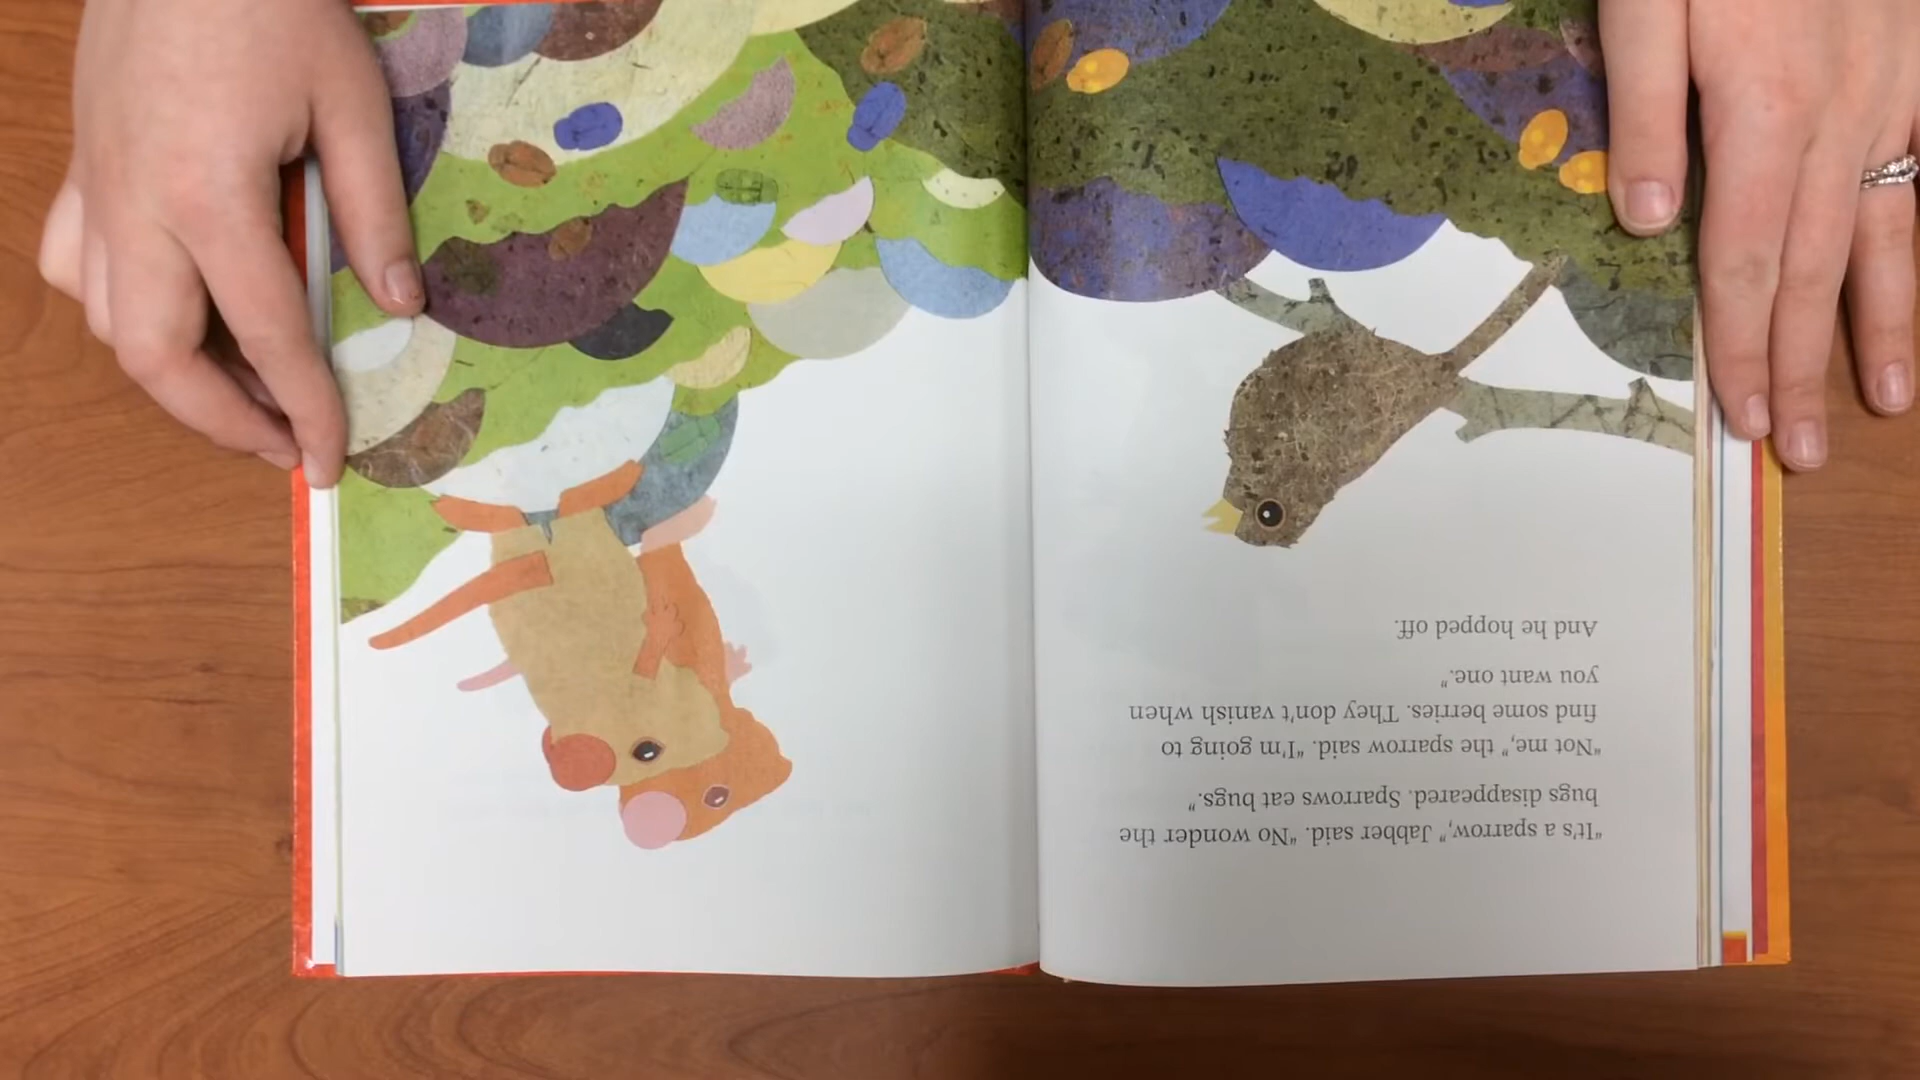 "It's a sparrow," Jabber said. "No wonder the
bugs disappeared. Sparrows eat bugs."
"Not me," the sparrow said. "I'm going to
find some berries. They don't vanish when
you want one."
And he hopped off.